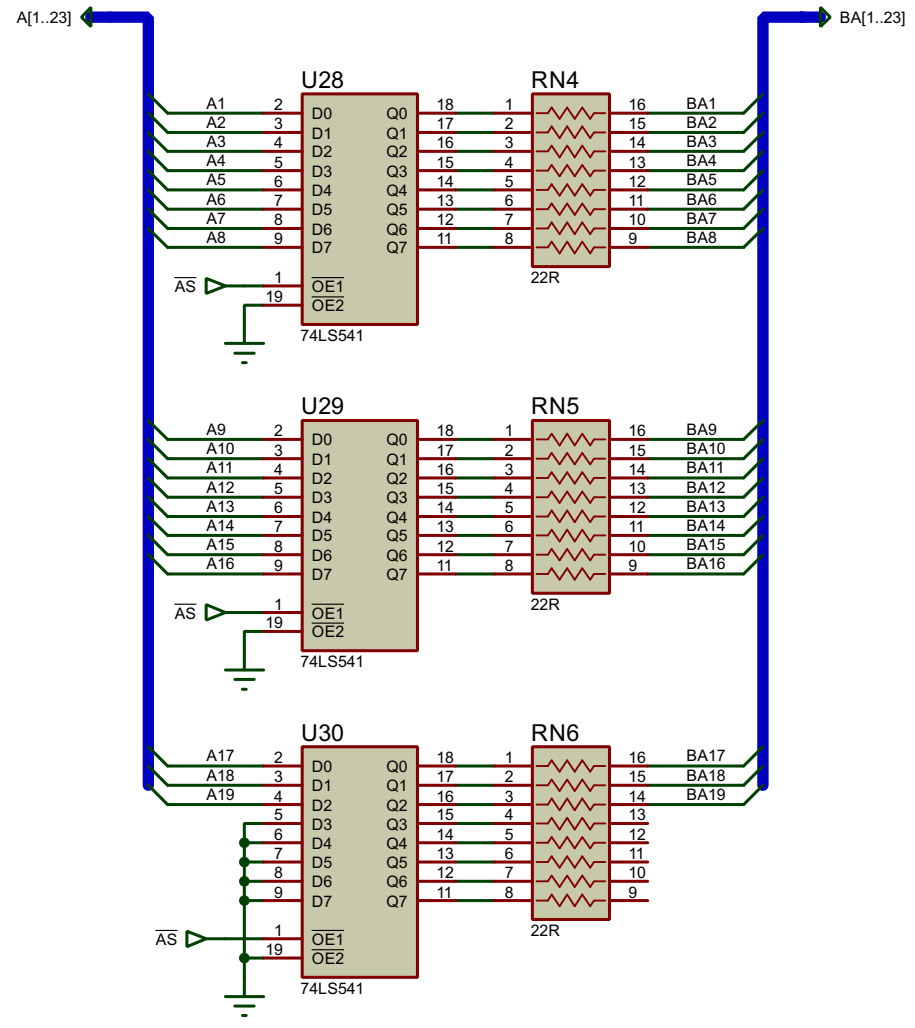 A[1..23] BA[1..23]
U28 RN4
A1 2 D0 Q0 18 1 16 BA1
A2 3 D1 Q1 17 2 15 BA2
A3 4 D2 Q2 16 3 14 BA3
A4 5 D3 Q3 15 4 13 BA4
A5 6 D4 Q4 14 5 12 BA5
A6 7 D5 Q5 13 6 11 BA6
A7 8 D6 Q6 12 7 10 BA7
A8 9 D7 Q7 11 8 9 BA8
22R
A̅S̅ 1 O̅E̅1̅
19 O̅E̅2̅
74LS541
U29 RN5
A9 2 D0 Q0 18 1 16 BA9
A10 3 D1 Q1 17 2 15 BA10
A11 4 D2 Q2 16 3 14 BA11
A12 5 D3 Q3 15 4 13 BA12
A13 6 D4 Q4 14 5 12 BA13
A14 7 D5 Q5 13 6 11 BA14
A15 8 D6 Q6 12 7 10 BA15
A16 9 D7 Q7 11 8 9 BA16
22R
A̅S̅ 1 O̅E̅1̅
19 O̅E̅2̅
74LS541
U30 RN6
A17 2 D0 Q0 18 1 16 BA17
A18 3 D1 Q1 17 2 15 BA18
A19 4 D2 Q2 16 3 14 BA19
5 D3 Q3 15 4 13
6 D4 Q4 14 5 12
7 D5 Q5 13 6 11
8 D6 Q6 12 7 10
9 D7 Q7 11 8 9
22R
A̅S̅ 1 O̅E̅1̅
19 O̅E̅2̅
74LS541